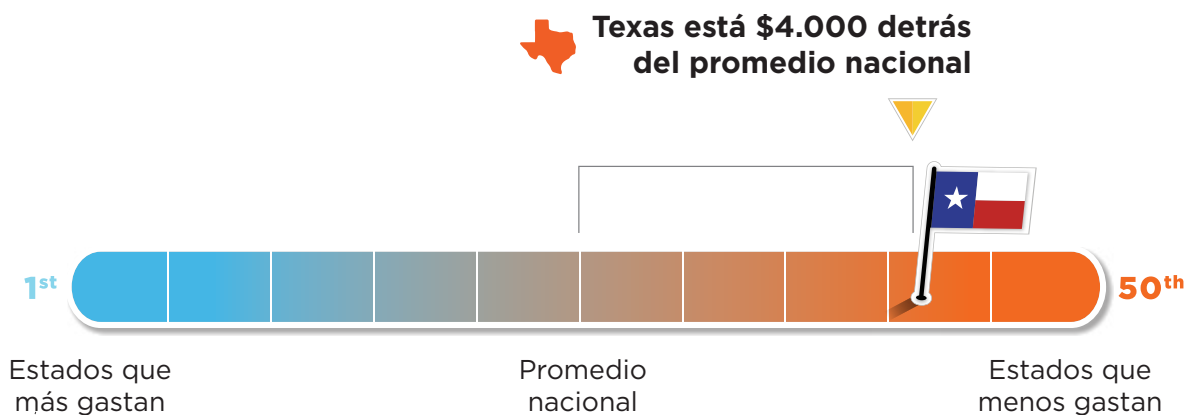 Texas está $4.000 detrás
del promedio nacional
1st
50th
Estados que
más gastan
Promedio
nacional
Estados que
menos gastan